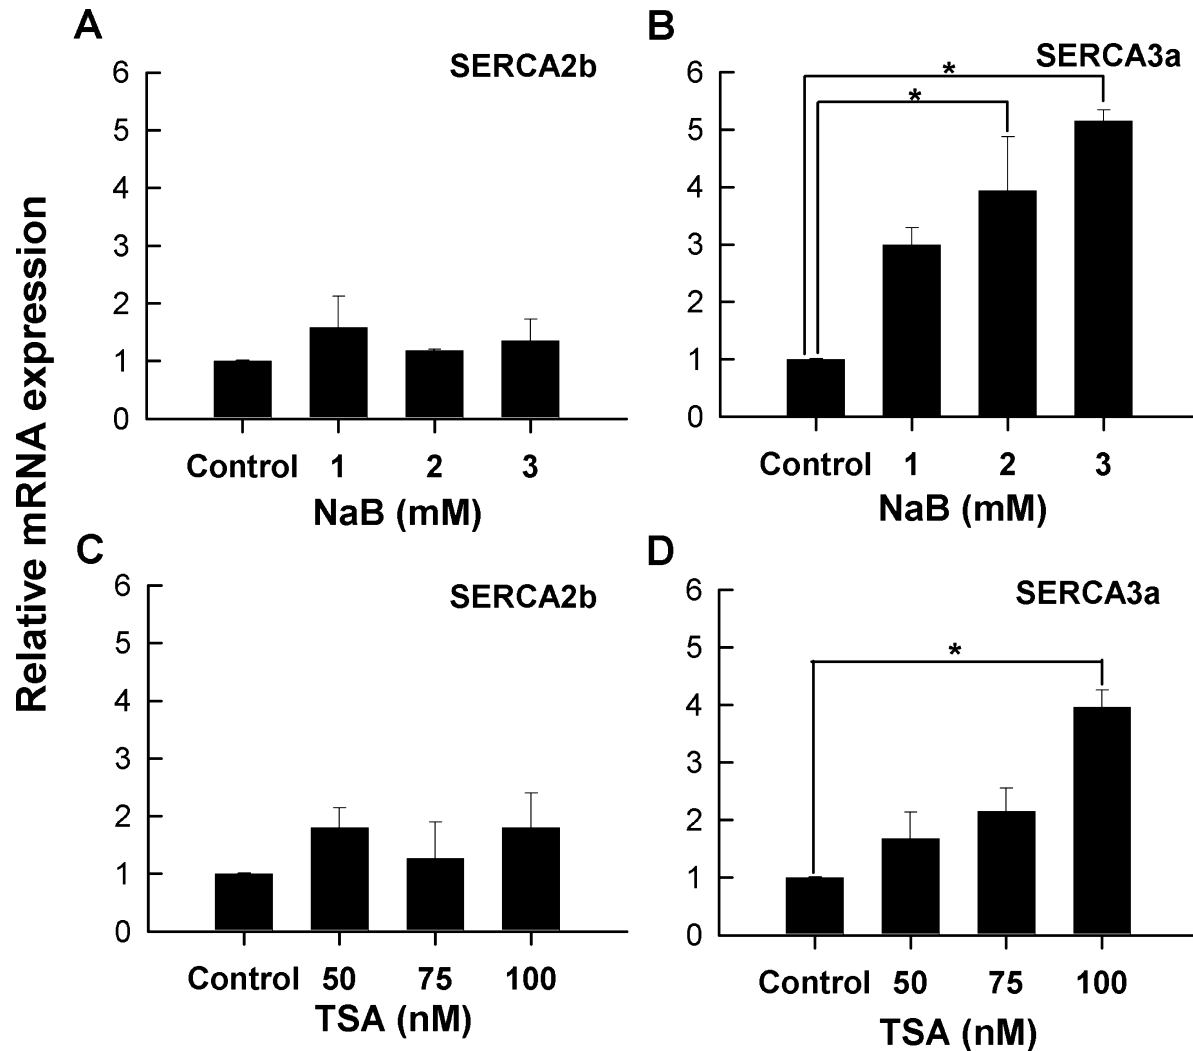 Relative mRNA expression
A
SERCA2b
6
5
4
3
2
1
0
Control 1 2 3
NaB (mM)
B
SERCA3a
6
5
4
3
2
1
0
*
*
Control 1 2 3
NaB (mM)
C
SERCA2b
6
5
4
3
2
1
0
Control 50 75 100
TSA (nM)
D
SERCA3a
6
5
4
3
2
1
0
*
Control 50 75 100
TSA (nM)